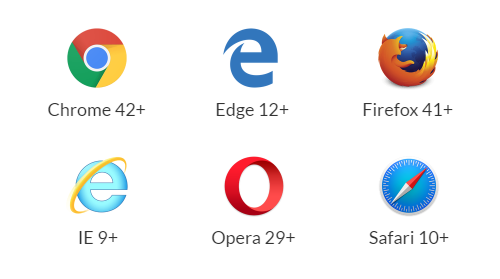 Chrome 42+
Edge 12+
Firefox 41+
IE 9+
Opera 29+
Safari 10+